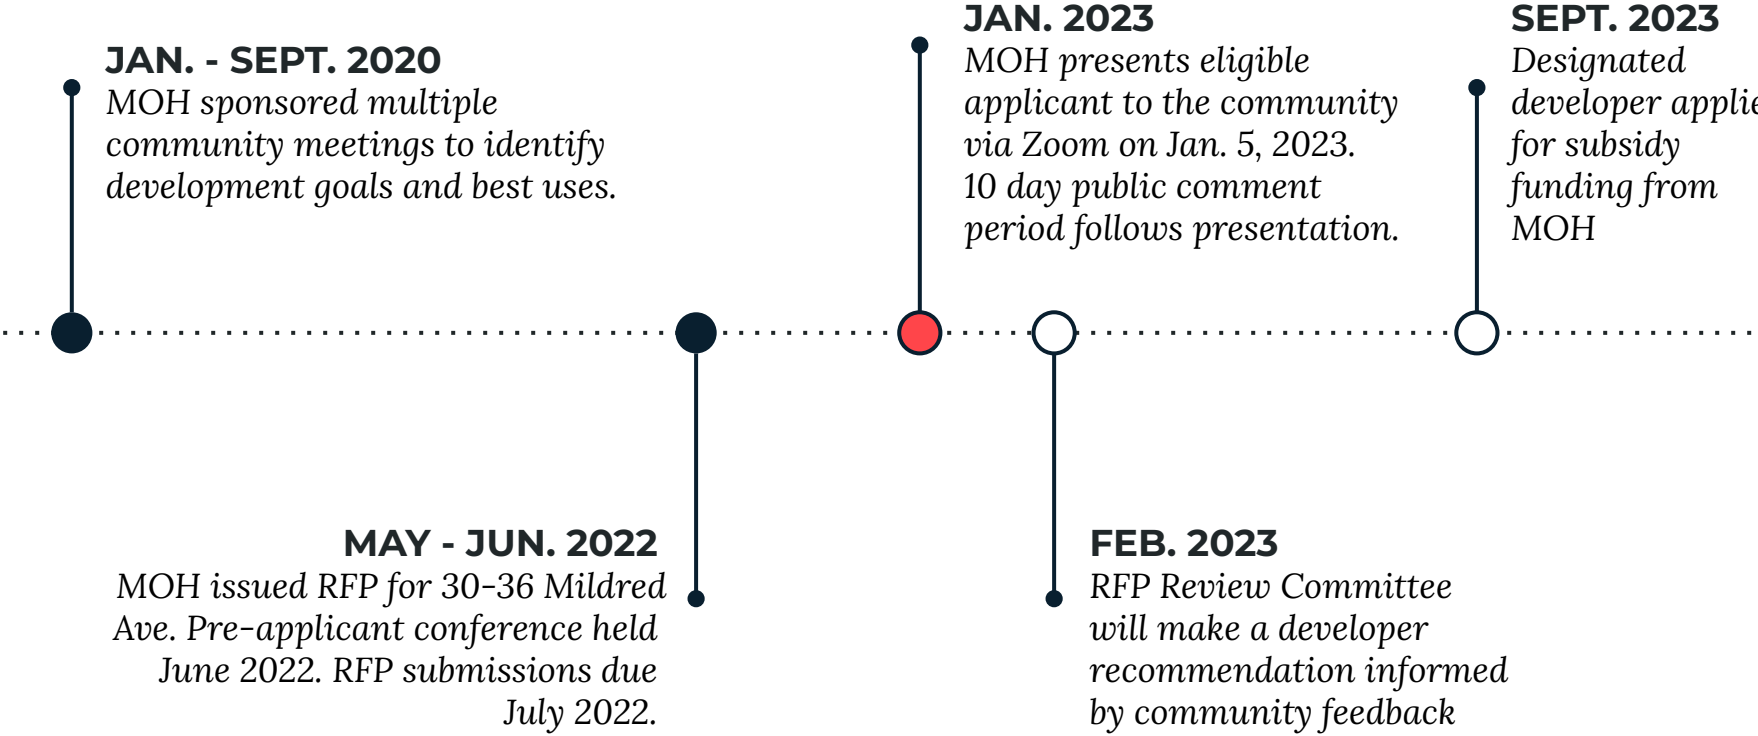 JAN. - SEPT. 2020
MOH sponsored multiple
community meetings to identify
development goals and best uses.
MAY - JUN. 2022
MOH issued RFP for 30-36 Mildred
Ave. Pre-applicant conference held
June 2022. RFP submissions due
July 2022.
JAN. 2023
MOH presents eligible
applicant to the community
via Zoom on Jan. 5, 2023.
10 day public comment
period follows presentation.
FEB. 2023
RFP Review Committee
will make a developer
recommendation informed
by community feedback
SEPT. 2023
Designated
developer
for subsidy
funding from
MOH